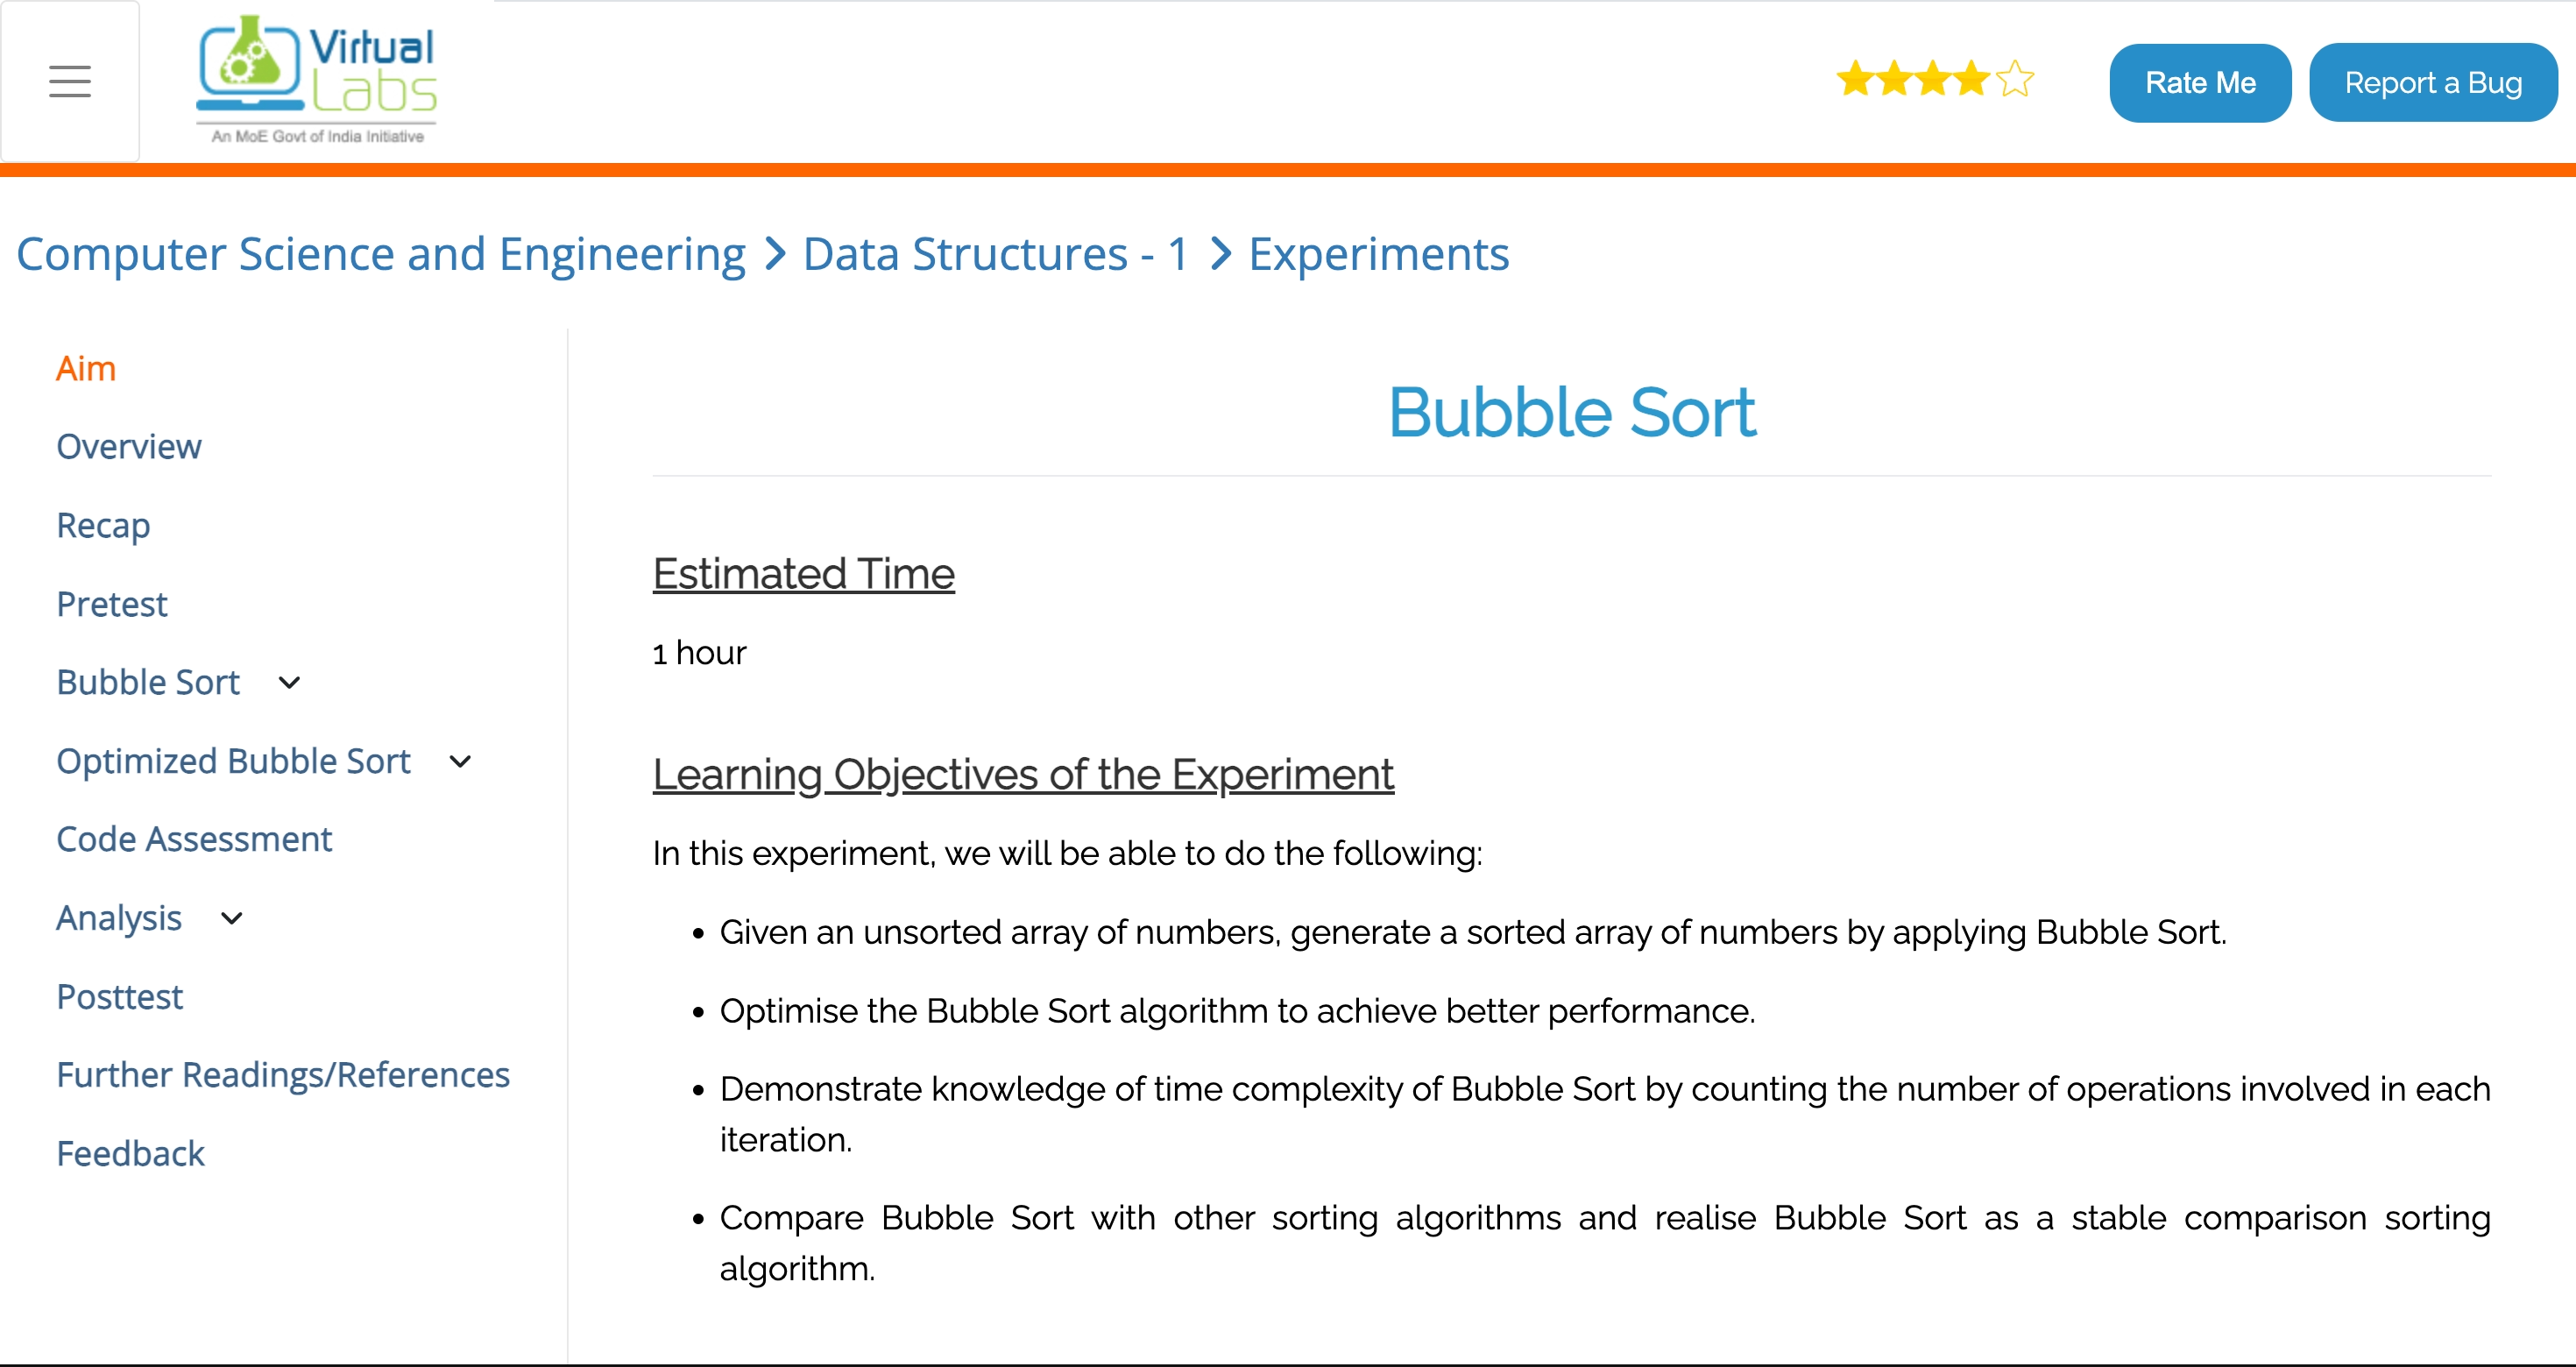 Virtual
Labs
An MoE Govt of India Initiative
Rate Me
Report a Bug
Computer Science and Engineering > Data Structures - 1 > Experiments
Aim
Overview
Recap
Pretest
Bubble Sort
Optimized Bubble Sort
Code Assessment
Analysis
Posttest
Further Readings/References
Feedback
Bubble Sort
Estimated Time
1 hour
Learning Objectives of the Experiment
In this experiment, we will be able to do the following:
• Given an unsorted array of numbers, generate a sorted array of numbers by applying Bubble Sort.
• Optimise the Bubble Sort algorithm to achieve better performance.
• Demonstrate knowledge of time complexity of Bubble Sort by counting the number of operations involved in each
iteration.
• Compare Bubble Sort with other sorting algorithms and realise Bubble Sort as a stable comparison sorting
algorithm.